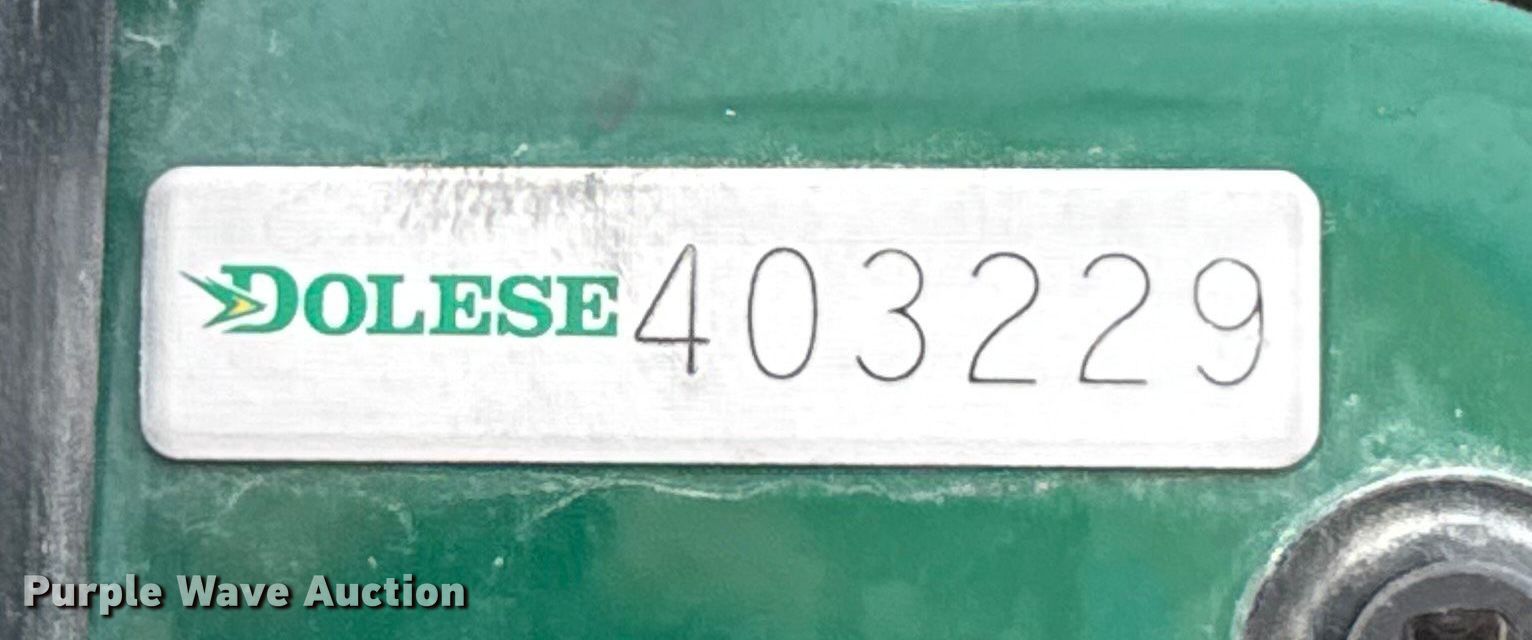 DOLESE 403229
Purple Wave Auction